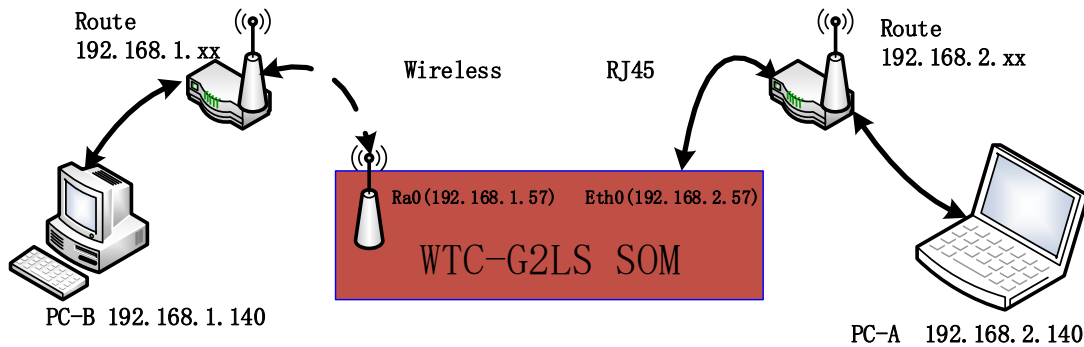 Route
192.168.1.xx
Wireless
RJ45
Route
192.168.2.xx
Ra0(192.168.1.57)
Eth0(192.168.2.57)
WTC-G2LS SOM
PC-B 192.168.1.140
PC-A 192.168.2.140